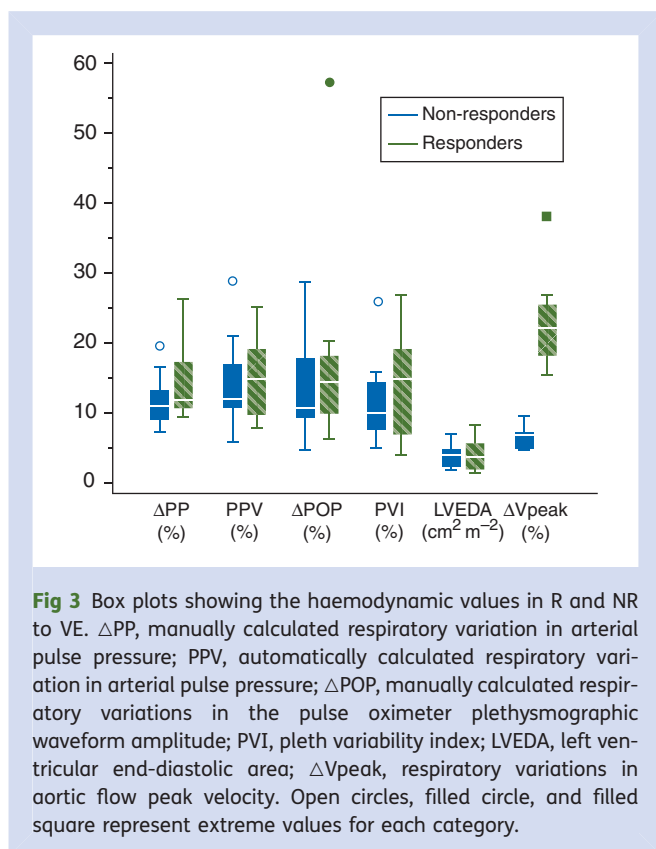 60
50
40
30
20
10
0
Non-responders
Responders
△PP PPV △POP PVI LVEDA △Vpeak
(%) (%) (%) (%) (cm² m⁻²) (%)
Fig 3 Box plots showing the haemodynamic values in R and NR
to VE. △PP, manually calculated respiratory variation in arterial
pulse pressure; PPV, automatically calculated respiratory vari-
ation in arterial pulse pressure; △POP, manually calculated respir-
atory variations in the pulse oximeter plethysmographic
waveform amplitude; PVI, pleth variability index; LVEDA, left ven-
tricular end-diastolic area; △Vpeak, respiratory variations in
aortic flow peak velocity. Open circles, filled circle, and filled
square represent extreme values for each category.